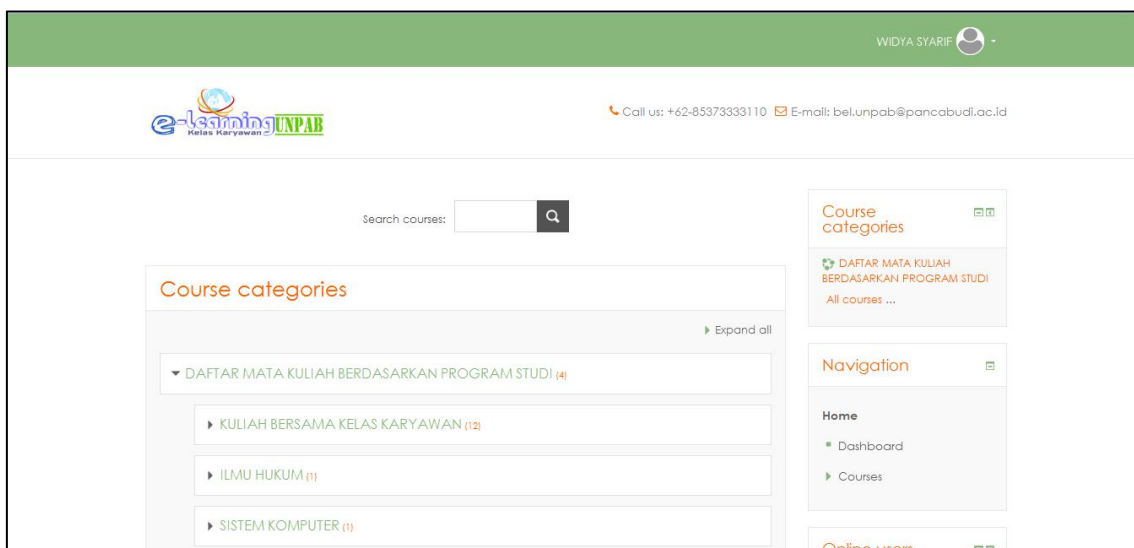 WIDYA SYARIF
e-Learning UNPAB
Kelas Karyawan
Call us: +62-85373333110 E-mail: bel.unpab@pancabudi.ac.id
Search courses:
Course categories
Expand all
DAFTAR MATA KULIAH BERDASARKAN PROGRAM STUDI (4)
KULIAH BERSAMA KELAS KARYAWAN (12)
ILMU HUKUM (1)
SISTEM KOMPUTER (1)
Course
categories
DAFTAR MATA KULIAH
BERDASARKAN PROGRAM STUDI
All courses ...
Navigation
Home
Dashboard
Courses
Online users